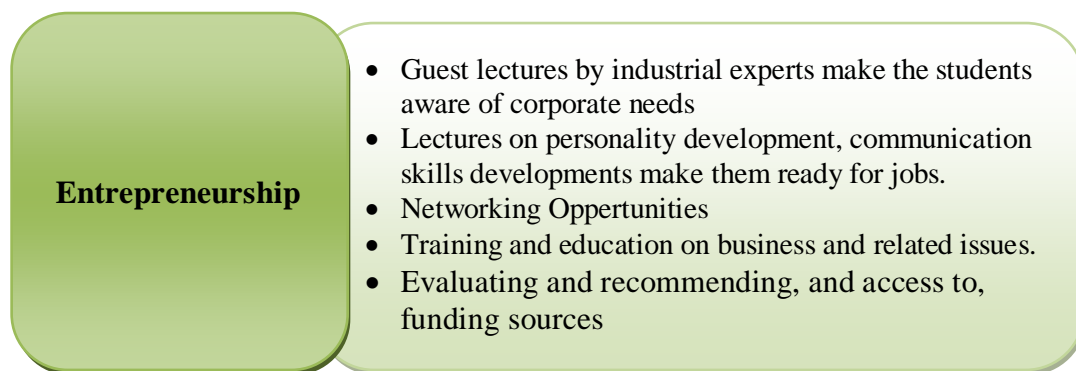 Entrepreneurship
• Guest lectures by industrial experts make the students
aware of corporate needs
• Lectures on personality development, communication
skills developments make them ready for jobs.
• Networking Oppertunities
• Training and education on business and related issues.
• Evaluating and recommending, and access to,
funding sources